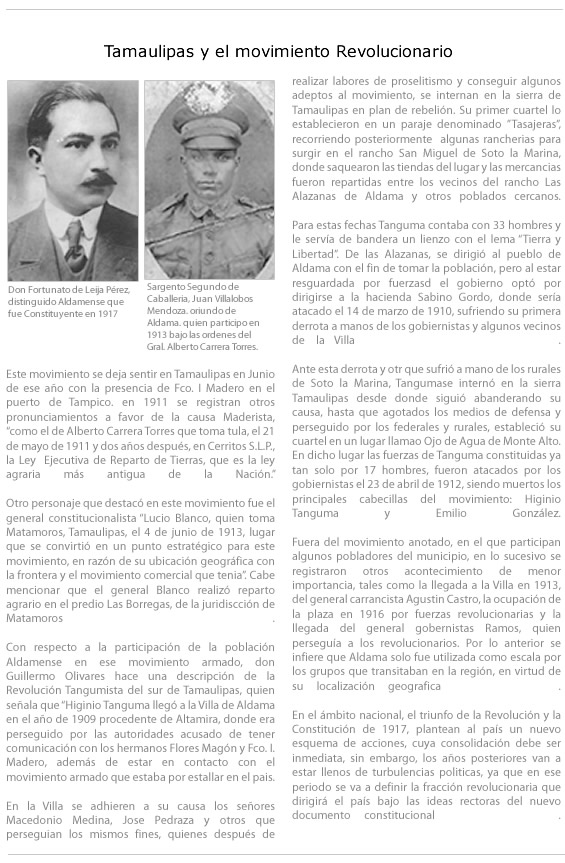 Tamaulipas y el movimiento Revolucionario
Don Fortunato de Leija Pérez,
distinguido Aldamense que
fue Constituyente en 1917
Sargento Segundo de
Caballeria, Juan Villalobos
Mendoza. oriundo de
Aldama. quien participo en
1913 bajo las ordenes del
Gral. Alberto Carrera Torres.
Este movimiento se deja sentir en Tamaulipas en Junio
de ese año con la presencia de Fco. I Madero en el
puerto de Tampico. en 1911 se registran otros
pronunciamientos a favor de la causa Maderista,
"como el de Alberto Carrera Torres que toma tula, el 21
de mayo de 1911 y dos años después, en Cerritos S.L.P.,
la Ley Ejecutiva de Reparto de Tierras, que es la ley
agraria más antigua de la Nación."
Otro personaje que destacó en este movimiento fue el
general constitucionalista "Lucio Blanco, quien toma
Matamoros, Tamaulipas, el 4 de junio de 1913, lugar
que se convirtió en un punto estratégico para este
movimiento, en razón de su ubicación geográfica con
la frontera y el movimiento comercial que tenia". Cabe
mencionar que el general Blanco realizó reparto
agrario en el predio Las Borregas, de la juridiscción de
Matamoros .
Con respecto a la participación de la población
Aldamense en ese movimiento armado, don
Guillermo Olivares hace una descripción de la
Revolución Tangumista del sur de Tamaulipas, quien
señala que "Higinio Tanguma llegó a la Villa de Aldama
en el año de 1909 procedente de Altamira, donde era
perseguido por las autoridades acusado de tener
comunicación con los hermanos Flores Magón y Fco. I.
Madero, además de estar en contacto con el
movimiento armado que estaba por estallar en el pais.
En la Villa se adhieren a su causa los señores
Macedonio Medina, Jose Pedraza y otros que
perseguian los mismos fines, quienes después de
realizar labores de proselitismo y conseguir algunos
adeptos al movimiento, se internan en la sierra de
Tamaulipas en plan de rebelión. Su primer cuartel lo
establecieron en un paraje denominado "Tasajeras",
recorriendo posteriormente algunas rancherias para
surgir en el rancho San Miguel de Soto la Marina,
donde saquearon las tiendas del lugar y las mercancias
fueron repartidas entre los vecinos del rancho Las
Alazanas de Aldama y otros poblados cercanos.
Para estas fechas Tanguma contaba con 33 hombres y
le servía de bandera un lienzo con el lema "Tierra y
Libertad". De las Alazanas, se dirigió al pueblo de
Aldama con el fin de tomar la población, pero al estar
resguardada por fuerzasd el gobierno optó por
dirigirse a la hacienda Sabino Gordo, donde sería
atacado el 14 de marzo de 1910, sufriendo su primera
derrota a manos de los gobiernistas y algunos vecinos
de la Villa .
Ante esta derrota y otr que sufrió a mano de los rurales
de Soto la Marina, Tangumase internó en la sierra
Tamaulipas desde donde siguió abanderando su
causa, hasta que agotados los medios de defensa y
perseguido por los federales y rurales, estableció su
cuartel en un lugar llamao Ojo de Agua de Monte Alto.
En dicho lugar las fuerzas de Tanguma constituidas ya
tan solo por 17 hombres, fueron atacados por los
gobiernistas el 23 de abril de 1912, siendo muertos los
principales cabecillas del movimiento: Higinio
Tanguma y Emilio González.
Fuera del movimiento anotado, en el que participan
algunos pobladores del municipio, en lo sucesivo se
registraron otros acontecimiento de menor
importancia, tales como la llegada a la Villa en 1913,
del general carrancista Agustin Castro, la ocupación de
la plaza en 1916 por fuerzas revolucionarias y la
llegada del general gobernistas Ramos, quien
perseguía a los revolucionarios. Por lo anterior se
infiere que Aldama solo fue utilizada como escala por
los grupos que transitaban en la región, en virtud de
su localización geografica .
En el ámbito nacional, el triunfo de la Revolución y la
Constitución de 1917, plantean al país un nuevo
esquema de acciones, cuya consolidación debe ser
inmediata, sin embargo, los años posteriores van a
estar llenos de turbulencias politicas, ya que en ese
periodo se va a definir la fracción revolucionaria que
dirigirá el país bajo las ideas rectoras del nuevo
documento constitucional .